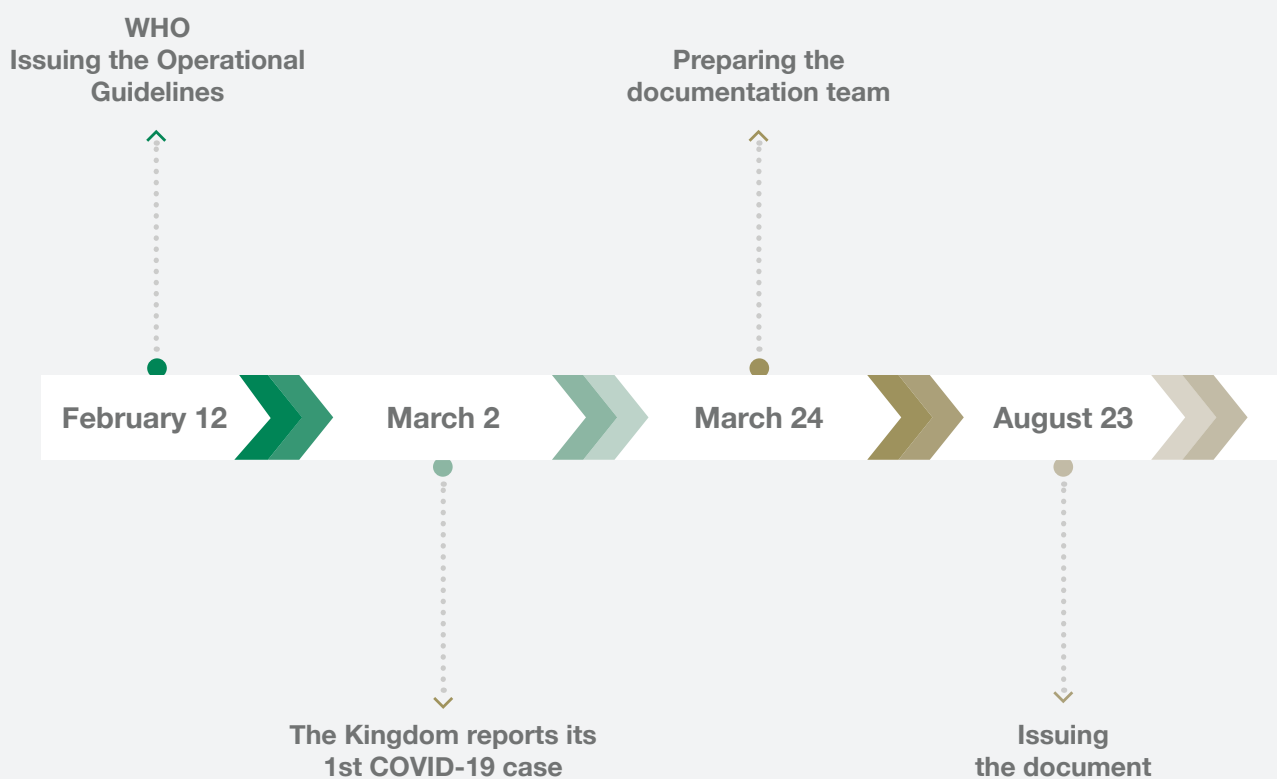 WHO
Issuing the Operational
Guidelines
Preparing the
documentation team
February 12
March 2
March 24
August 23
The Kingdom reports its
1st COVID-19 case
Issuing
the document